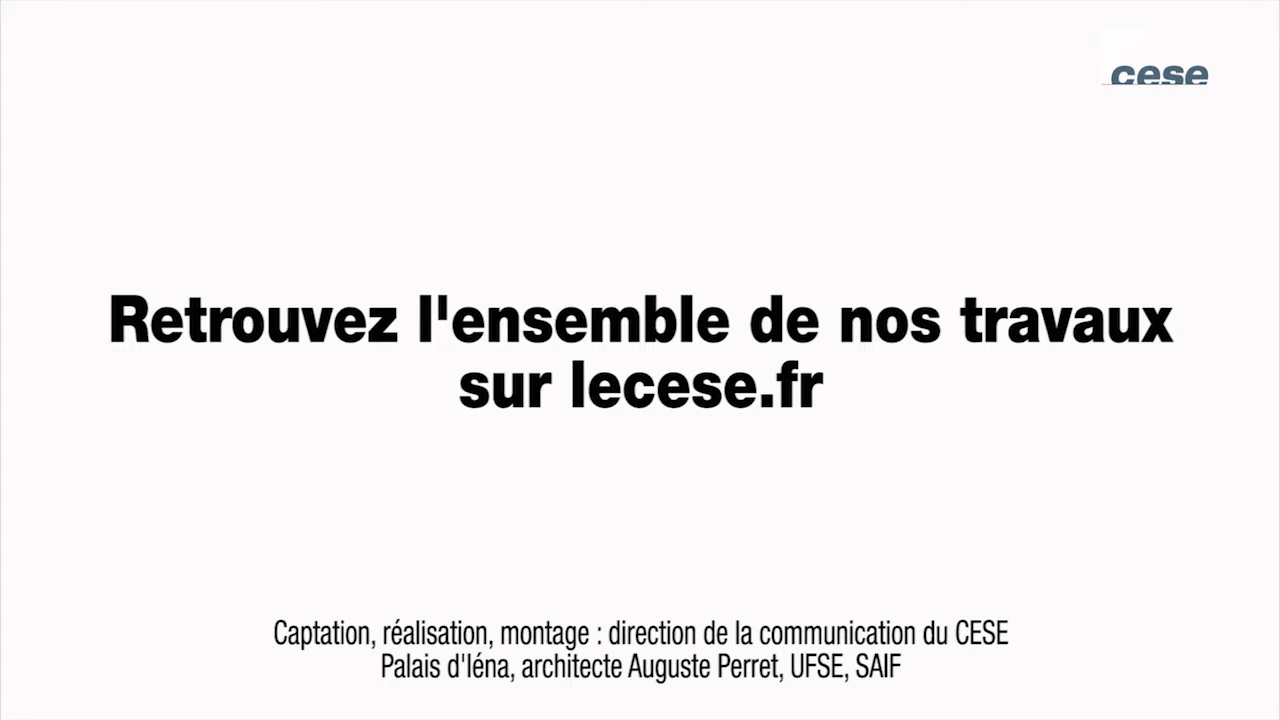 cese
Retrouvez l'ensemble de nos travaux
sur lecese.fr
Captation, réalisation, montage : direction de la communication du CESE
Palais d'Iéna, architecte Auguste Perret, UFSE, SAIF